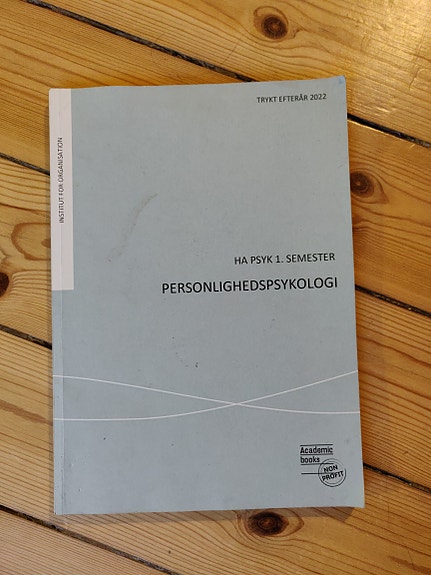 TRYKT EFTERÅR 2022
INSTITUT FOR ORGANISATION
HA PSYK 1. SEMESTER
PERSONLIGHEDSPSYKOLOGI
Academic
books
NON
PROFIT